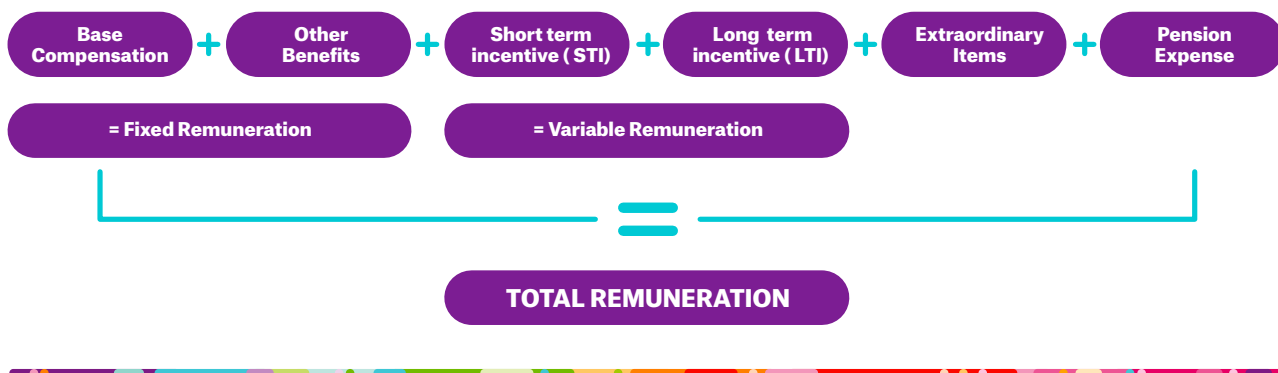 Base
Compensation
+
Other
Benefits
+
Short term
incentive ( STI)
+
Long term
incentive ( LTI)
+
Extraordinary
Items
+
Pension
Expense
= Fixed Remuneration
= Variable Remuneration
=
TOTAL REMUNERATION